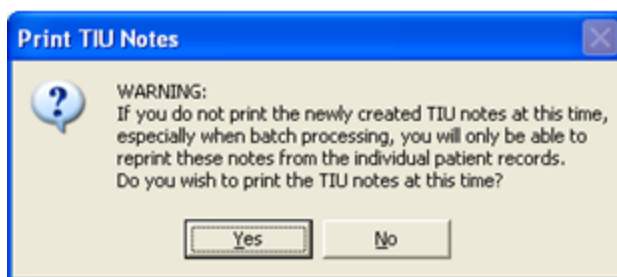 Print TIU Notes
WARNING:
If you do not print the newly created TIU notes at this time,
especially when batch processing, you will only be able to
reprint these notes from the individual patient records.
Do you wish to print the TIU notes at this time?
Yes
No